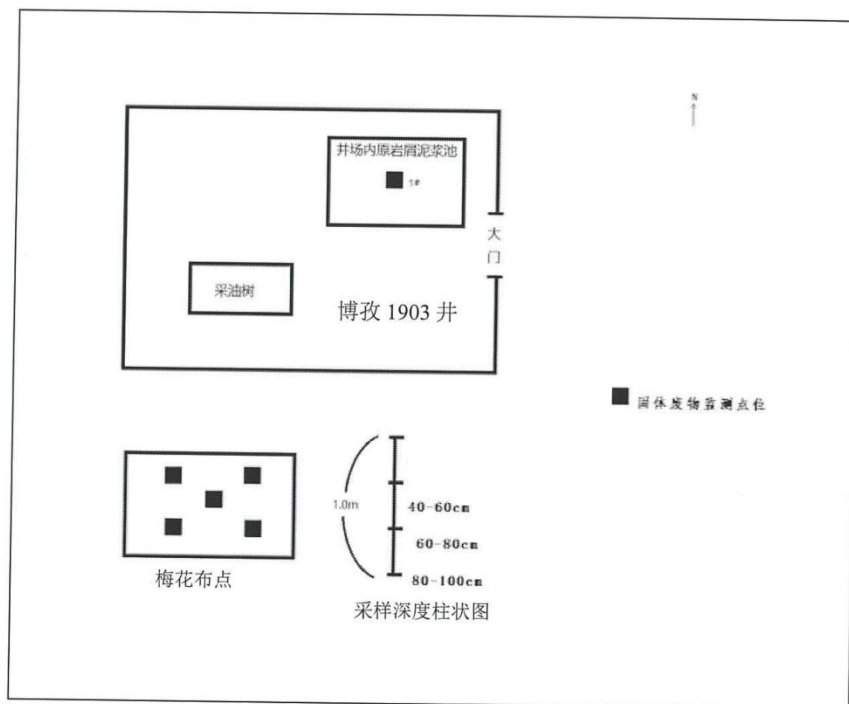 N
井场内原岩屑泥浆池
1#
大门
采油树
博孜 1903 井
固体废物监测点位
1.0m
40-60cm
60-80cm
80-100cm
梅花布点
采样深度柱状图